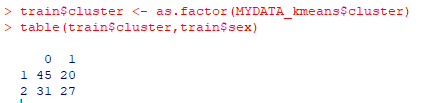 > train$cluster <- as.factor(MYDATA_kmeans$cluster)
> table(train$cluster,train$sex)
0 1
1 45 20
2 31 27